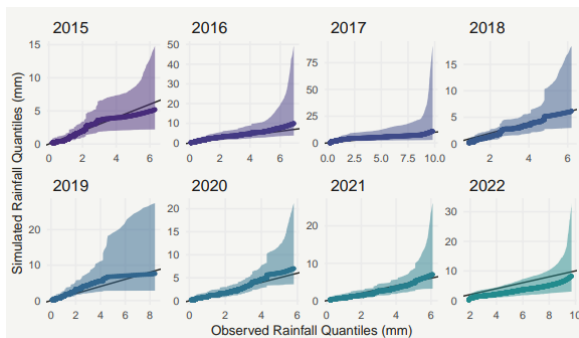 2015 2016 2017 2018
15 10 5 0
50 40 30 20 10 0
75 50 25 0
15 10 5 0
0 2 4 6
0 2 4 6
0.0 2.5 5.0 7.5 10.0
2 4 6
2019 2020 2021 2022
20 10 0
20 15 10 5 0
20 10 0
30 20 10 0
0 2 4 6 8
0 2 4 6
0 2 4 6
2 3 4 5 6 7 8 9 10
Simulated Rainfall Quantiles (mm)
Observed Rainfall Quantiles (mm)